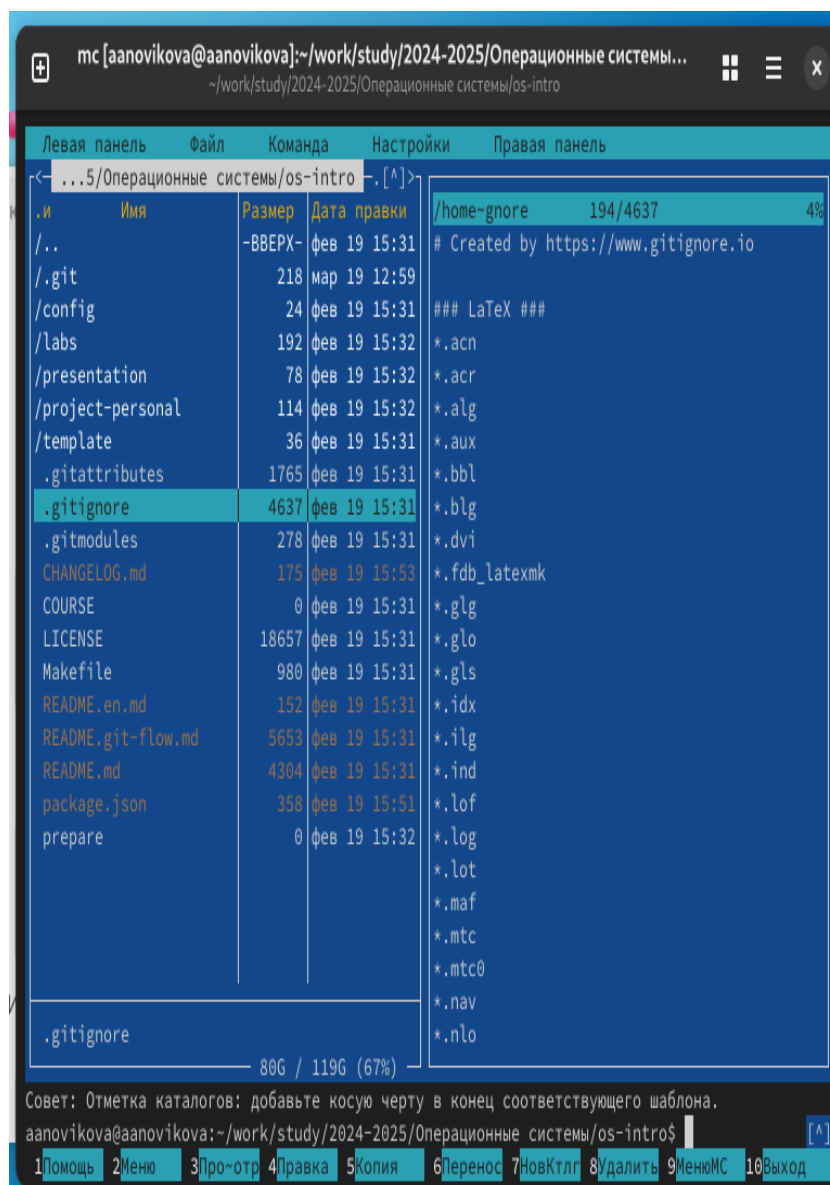 mc [aanovikova@aanovikova]:~/work/study/2024-2025/Операционные системы...
~/work/study/2024-2025/Операционные системы/os-intro
Левая панель Файл Команда Настройки Правая панель
<- ...5/Операционные системы/os-intro -.[^]>
.и Имя Размер Дата правки
/.. -ВВЕРХ- фев 19 15:31
/.git 218 мар 19 12:59
/config 24 фев 19 15:31
/labs 192 фев 19 15:32
/presentation 78 фев 19 15:32
/project-personal 114 фев 19 15:32
/template 36 фев 19 15:31
.gitattributes 1765 фев 19 15:31
.gitignore 4637 фев 19 15:31
.gitmodules 278 фев 19 15:31
CHANGELOG.md 175 фев 19 15:53
COURSE 0 фев 19 15:31
LICENSE 18657 фев 19 15:31
Makefile 980 фев 19 15:31
README.en.md 152 фев 19 15:31
README.git-flow.md 5653 фев 19 15:31
README.md 4304 фев 19 15:31
package.json 358 фев 19 15:51
prepare 0 фев 19 15:32
.gitignore
80G / 119G (67%)
/home~gnore 194/4637 4%
# Created by https://www.gitignore.io
### LaTeX ###
*.acn
*.acr
*.alg
*.aux
*.bbl
*.blg
*.dvi
*.fdb_latexmk
*.glg
*.glo
*.gls
*.idx
*.ilg
*.ind
*.lof
*.log
*.lot
*.maf
*.mtc
*.mtc0
*.nav
*.nlo
Совет: Отметка каталогов: добавьте косую черту в конец соответствующего шаблона.
aanovikova@aanovikova:~/work/study/2024-2025/Операционные системы/os-intro$ [^]
1Помощь 2Меню 3Про~отр 4Правка 5Копия 6Перенос 7НовКтлг 8Удалить 9МенюМС 10Выход